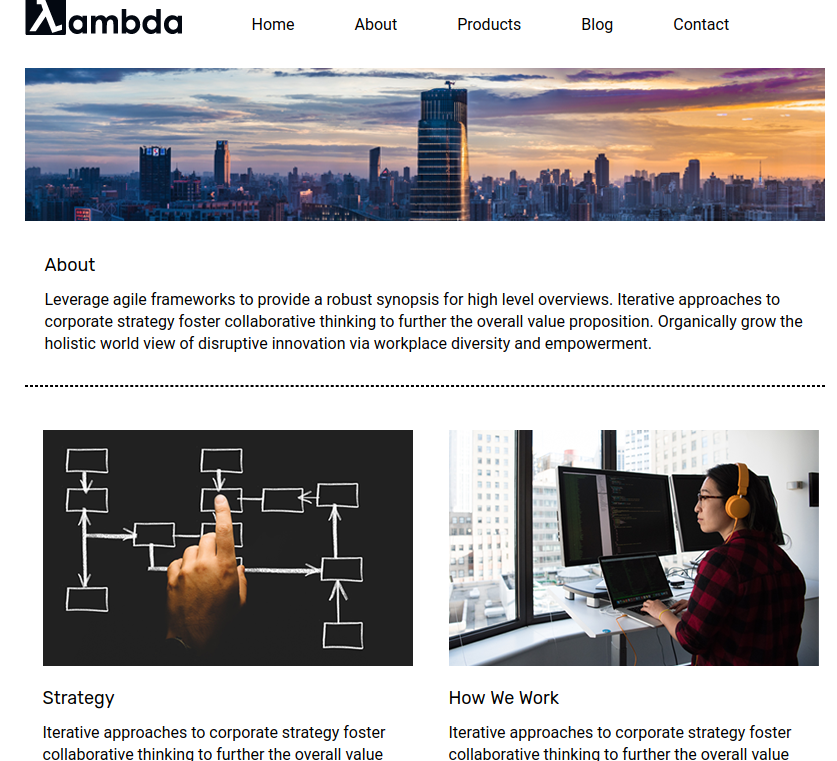 λambda
Home About Products Blog Contact
About
Leverage agile frameworks to provide a robust synopsis for high level overviews. Iterative approaches to
corporate strategy foster collaborative thinking to further the overall value proposition. Organically grow the
holistic world view of disruptive innovation via workplace diversity and empowerment.
Strategy
Iterative approaches to corporate strategy foster
collaborative thinking to further the overall value
How We Work
Iterative approaches to corporate strategy foster
collaborative thinking to further the overall value